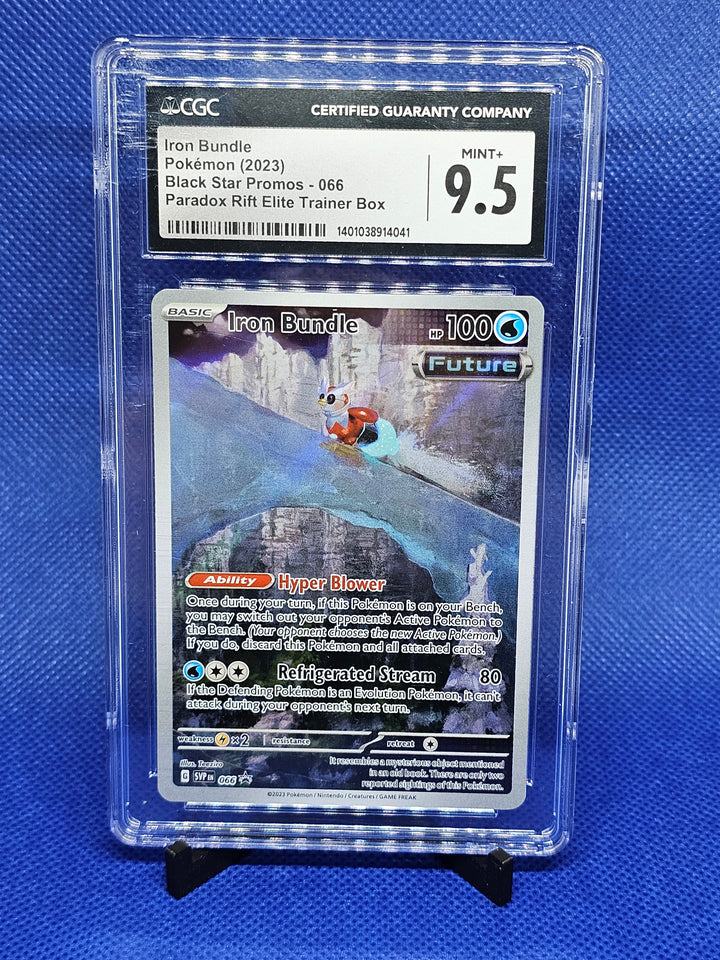 CGC CERTIFIED GUARANTY COMPANY
Iron Bundle
Pokémon (2023)
Black Star Promos - 066
Paradox Rift Elite Trainer Box
MINT+
9.5
1401038914041
BASIC Iron Bundle HP 100
Future
Ability Hyper Blower
Once during your turn, if this Pokémon is on your Bench,
you may switch out your opponent's Active Pokémon to
the Bench. (Your opponent chooses the new Active Pokémon.)
If you do, discard this Pokémon and all attached cards.
Refrigerated Stream 80
If the Defending Pokémon is an Evolution Pokémon, it can't
attack during your opponent's next turn.
weakness ×2 resistance retreat
Illus. Teeziro
It resembles a mysterious object mentioned
in an old book. There are only two
reported sightings of this Pokémon.
G SVP EN 066
©2023 Pokémon / Nintendo / Creatures / GAME FREAK